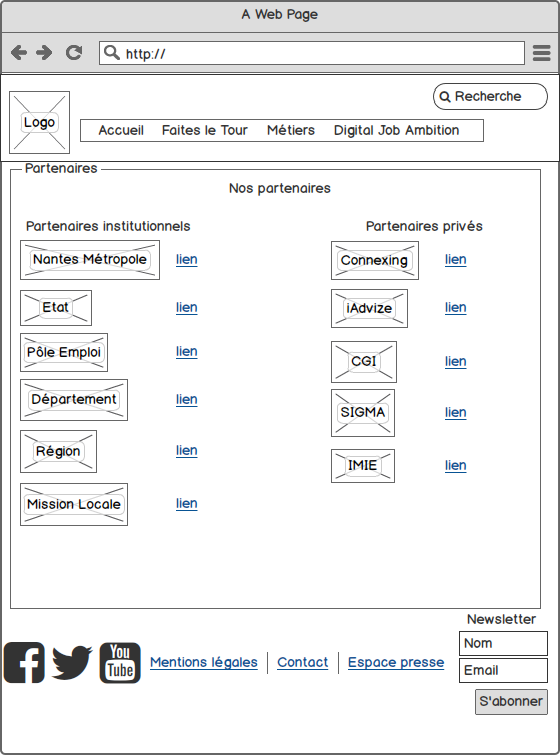 A Web Page
http://
Recherche
Logo
Accueil Faites le Tour Métiers Digital Job Ambition
Partenaires
Nos partenaires
Partenaires institutionnels Partenaires privés
Nantes Métropole lien Connexing lien
Etat lien iAdvize lien
Pôle Emploi lien CGI lien
Département lien SIGMA lien
Région lien IMIE lien
Mission Locale lien
Newsletter
Nom
Email
S'abonner
You Tube
Mentions légales Contact Espace presse